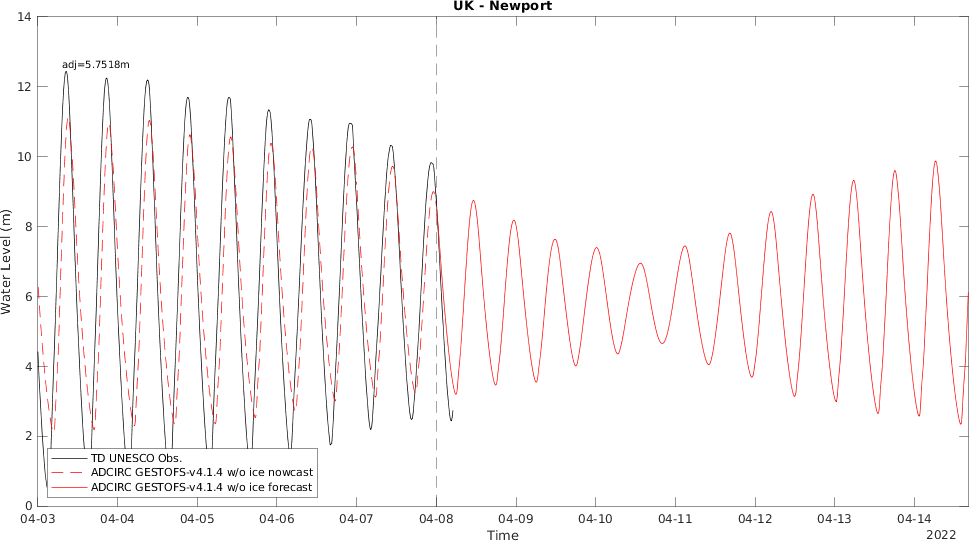 UK - Newport
adj=5.7518m
14
12
10
8
6
4
2
0
Water Level (m)
TD UNESCO Obs.
ADCIRC GESTOFS-v4.1.4 w/o ice nowcast
ADCIRC GESTOFS-v4.1.4 w/o ice forecast
04-03 04-04 04-05 04-06 04-07 04-08 04-09 04-10 04-11 04-12 04-13 04-14
Time
2022